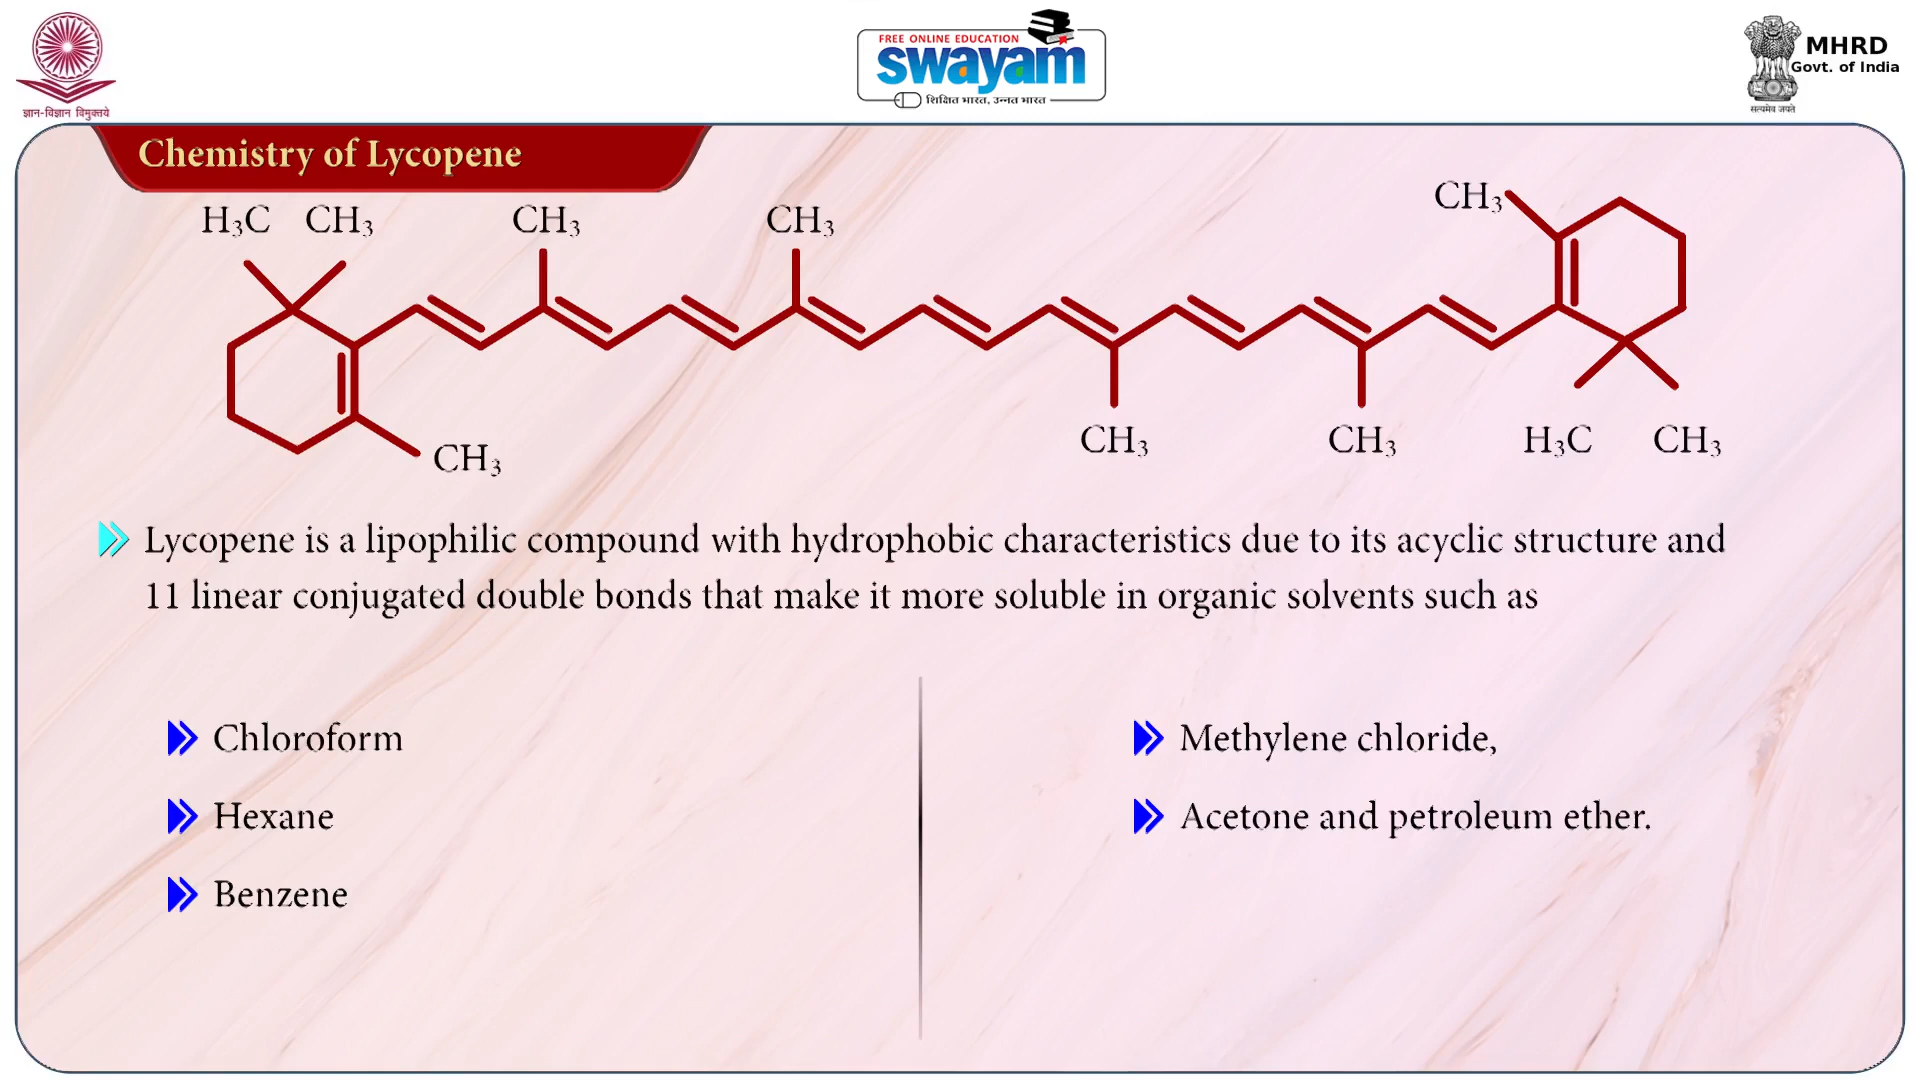 ज्ञान-विज्ञान विमुक्तये
FREE ONLINE EDUCATION
swayam
शिक्षित भारत, उन्नत भारत
सत्यमेव जयते
MHRD
Govt. of India
Chemistry of Lycopene
H₃C CH₃ CH₃ CH₃ CH₃
CH₃ CH₃ CH₃ H₃C CH₃
Lycopene is a lipophilic compound with hydrophobic characteristics due to its acyclic structure and
11 linear conjugated double bonds that make it more soluble in organic solvents such as
Chloroform
Hexane
Benzene
Methylene chloride,
Acetone and petroleum ether.